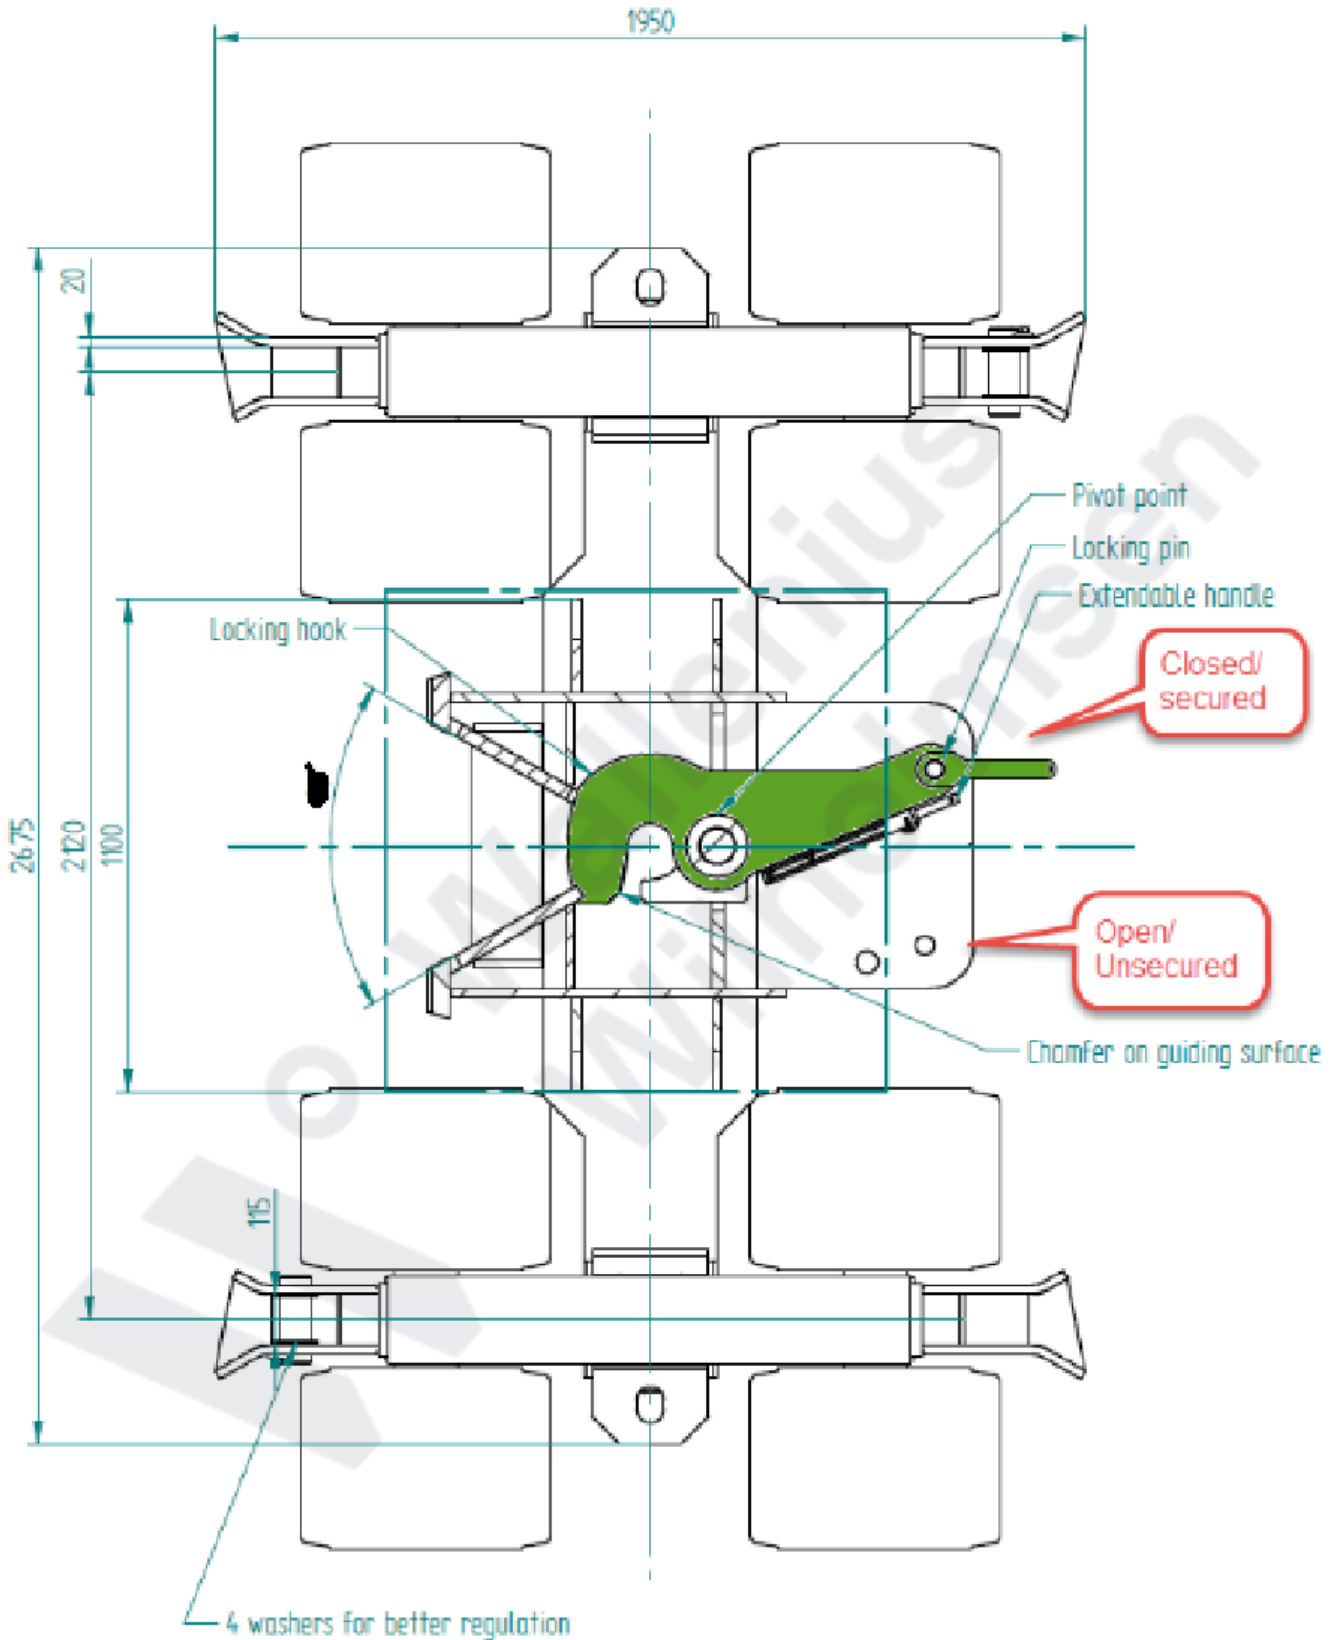 1950
20
Pivot point
Locking pin
Extendable handle
Locking hook
Closed/
secured
2675
2120
1100
Open/
Unsecured
Chamfer on guiding surface
115
4 washers for better regulation
Wallenius
Wilhelmsen